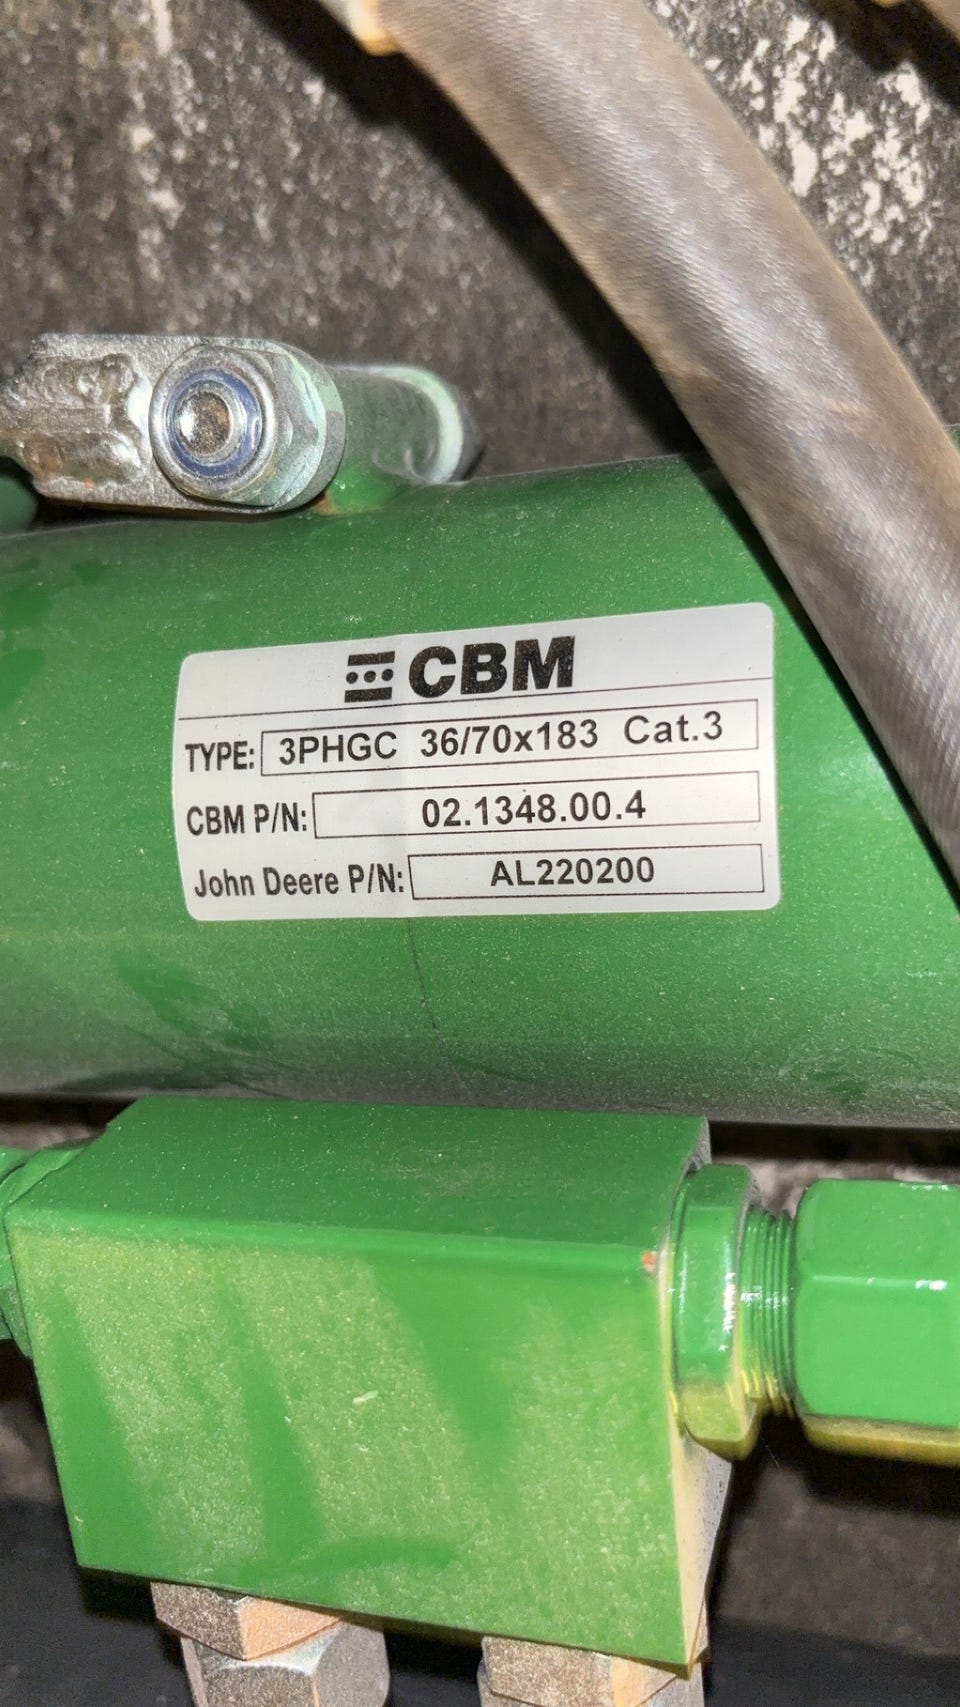 CBM
TYPE: 3PHGC 36/70x183 Cat.3
CBM P/N: 02.1348.00.4
John Deere P/N: AL220200